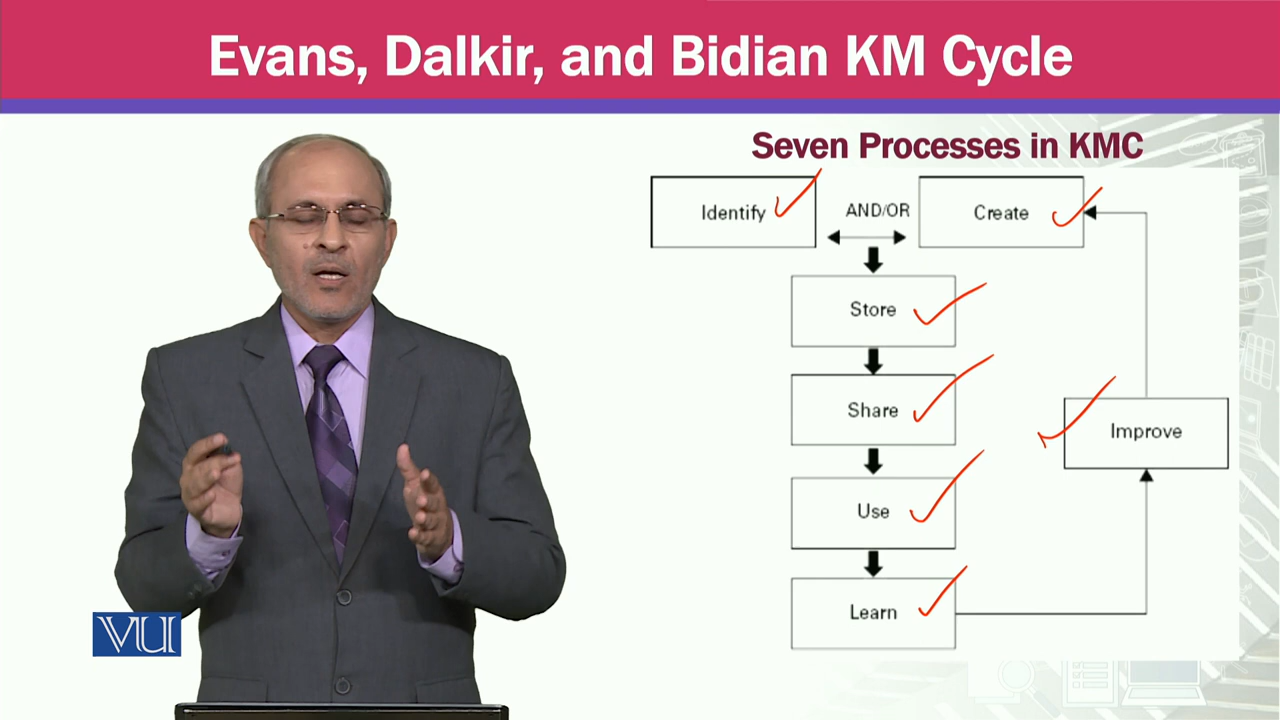 Evans, Dalkir, and Bidian KM Cycle
Seven Processes in KMC
Identify
AND/OR
Create
Store
Share
Use
Learn
Improve
VU